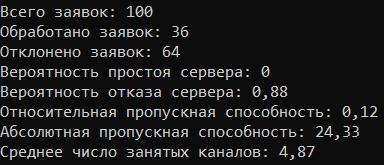 Всего заявок: 100
Обработано заявок: 36
Отклонено заявок: 64
Вероятность простоя сервера: 0
Вероятность отказа сервера: 0,88
Относительная пропускная способность: 0,12
Абсолютная пропускная способность: 24,33
Среднее число занятых каналов: 4,87